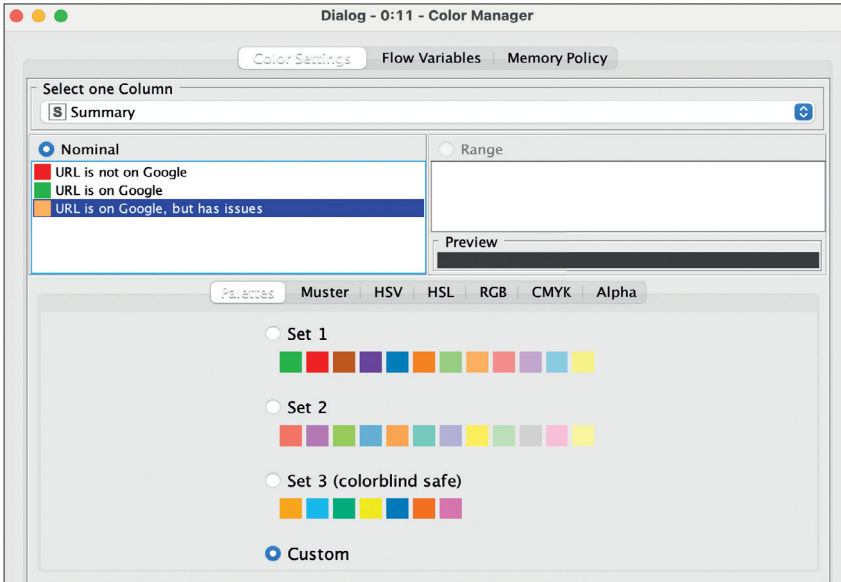 Dialog - 0:11 - Color Manager
Color Settings Flow Variables Memory Policy
Select one Column
S Summary
Nominal
Range
URL is not on Google
URL is on Google
URL is on Google, but has issues
Preview
Palettes Muster HSV HSL RGB CMYK Alpha
Set 1
Set 2
Set 3 (colorblind safe)
Custom